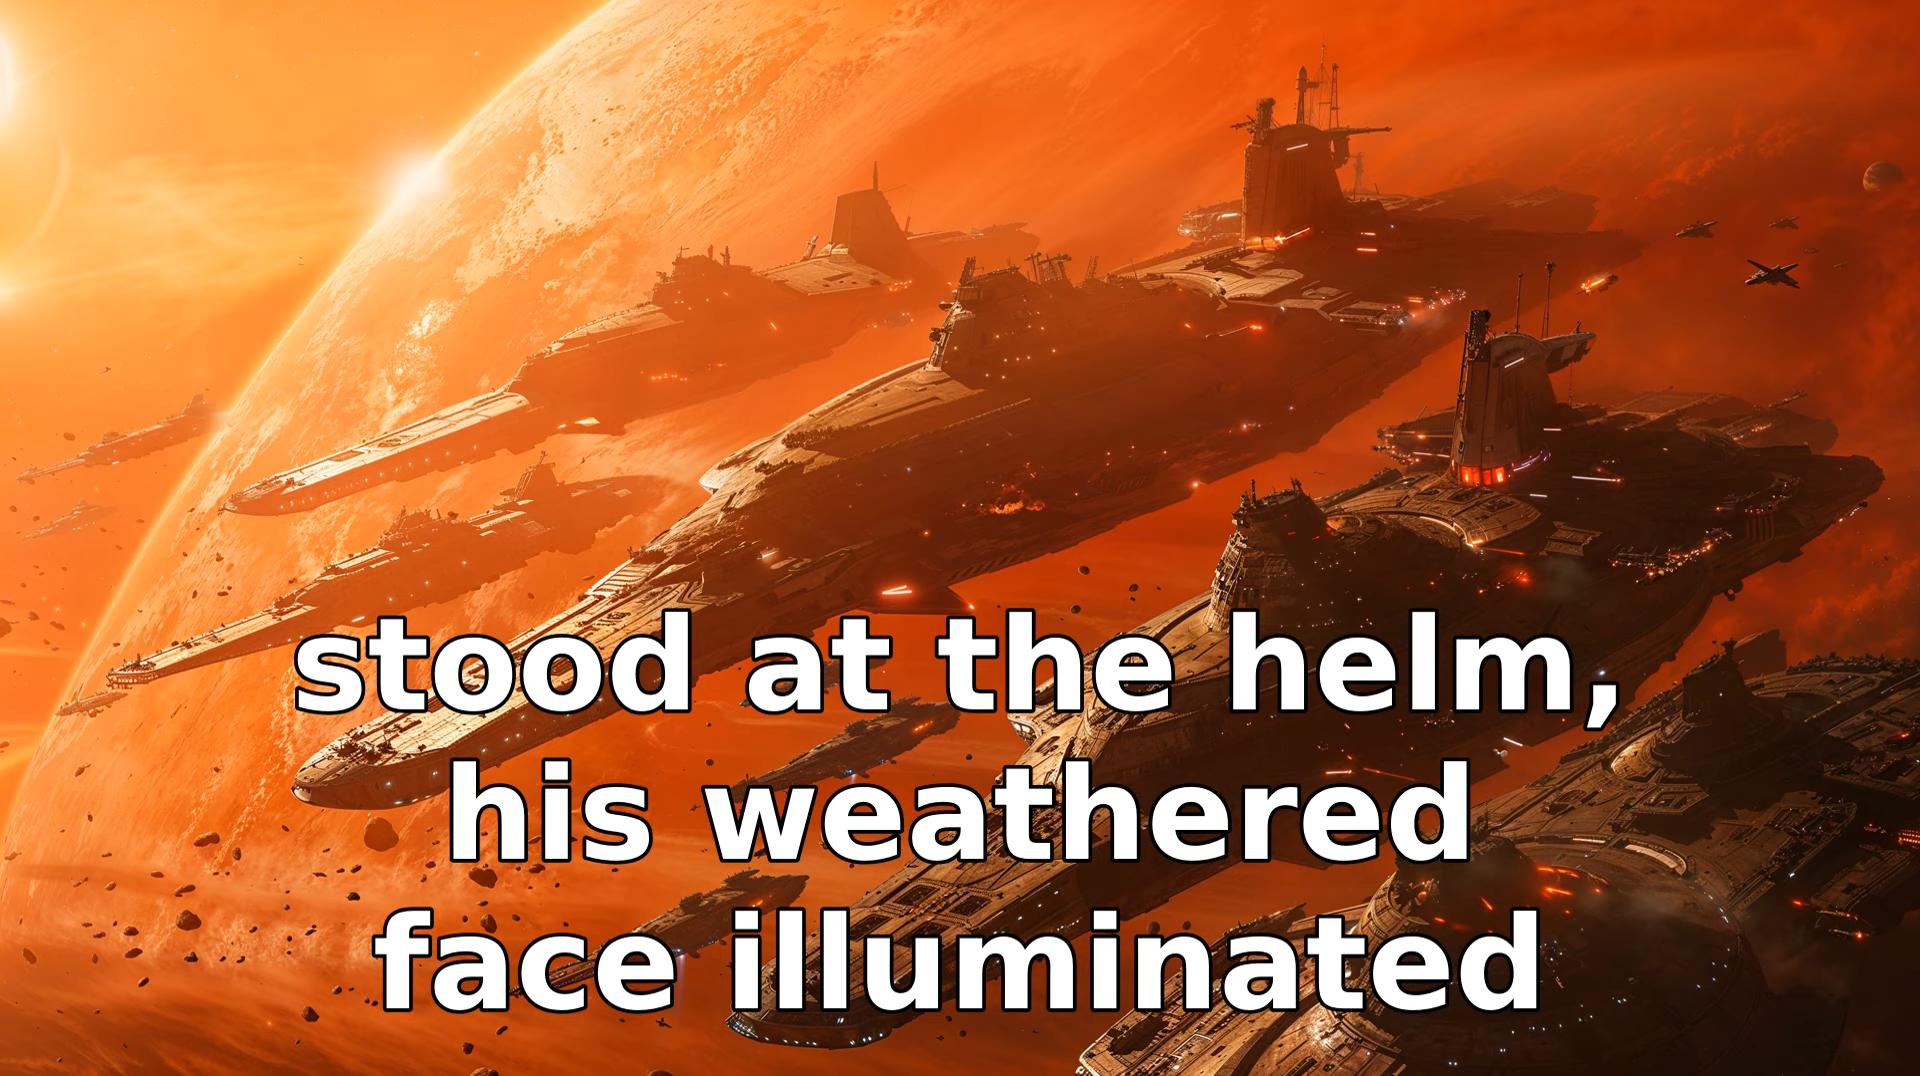 stood at the helm,
his weathered
face illuminated